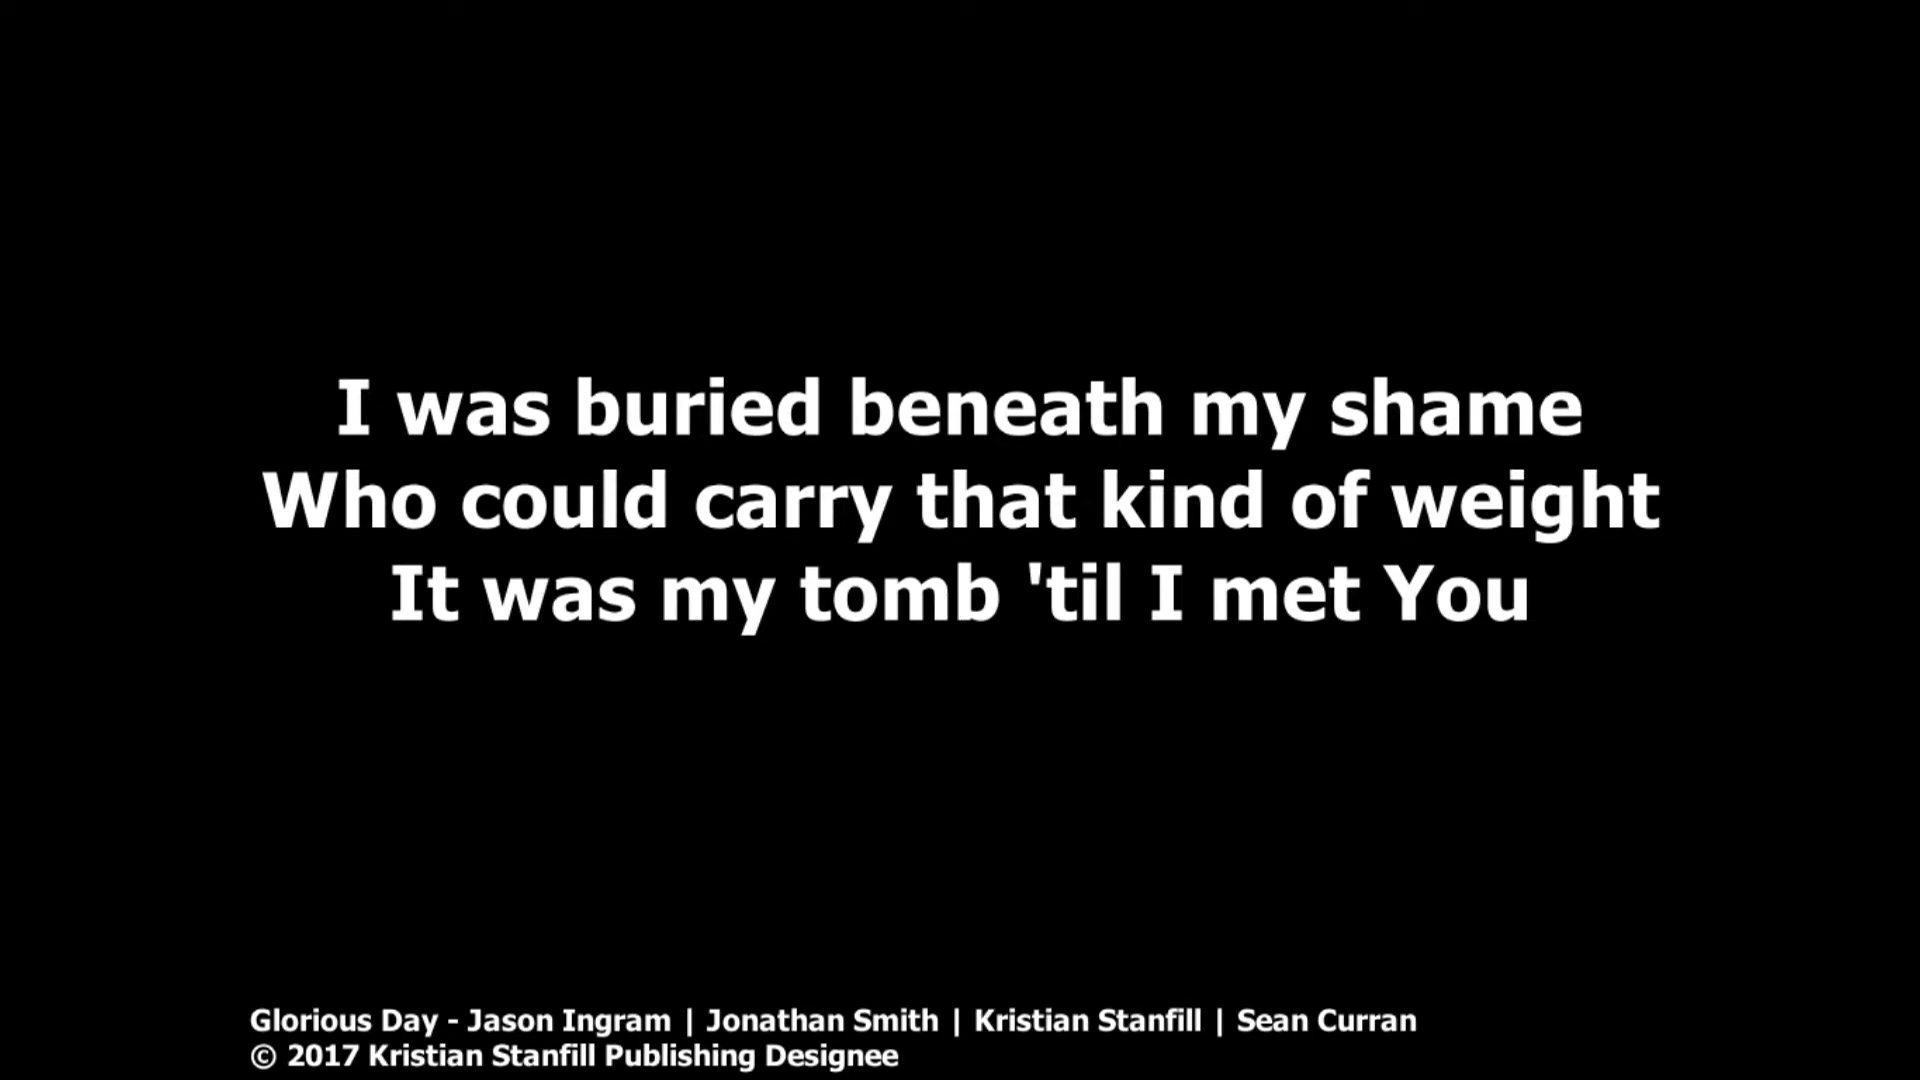 I was buried beneath my shame
Who could carry that kind of weight
It was my tomb 'til I met You
Glorious Day - Jason Ingram | Jonathan Smith | Kristian Stanfill | Sean Curran
© 2017 Kristian Stanfill Publishing Designee